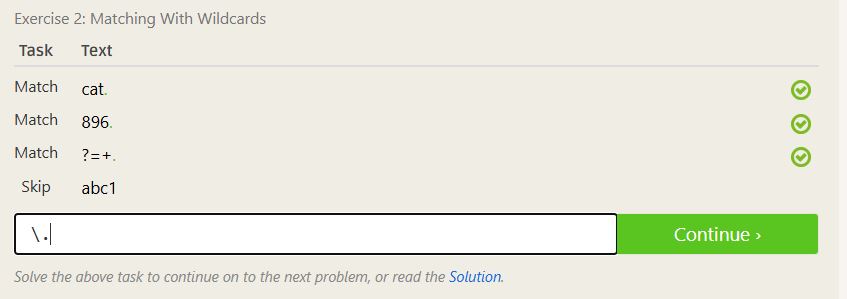 Exercise 2: Matching With Wildcards
Task Text
Match cat.
Match 896.
Match ?=+.
Skip abc1
\.
Continue ›
Solve the above task to continue on to the next problem, or read the Solution.